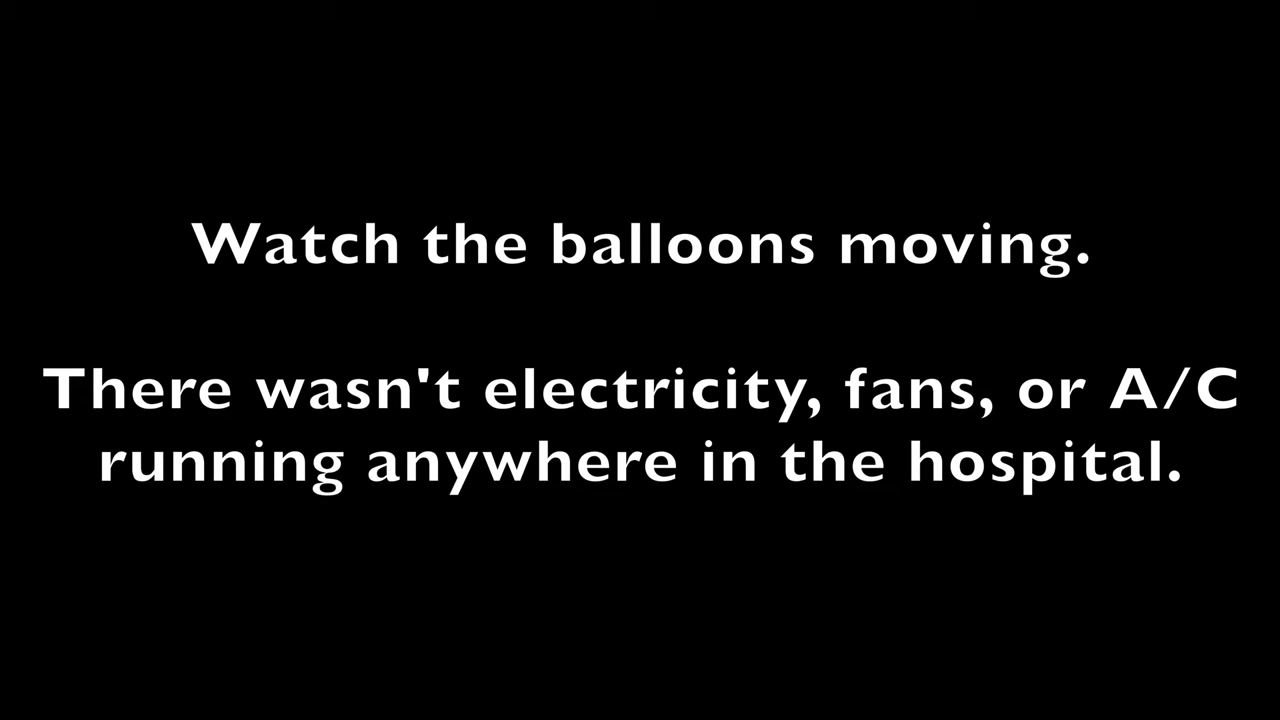 Watch the balloons moving.
There wasn't electricity, fans, or A/C
running anywhere in the hospital.